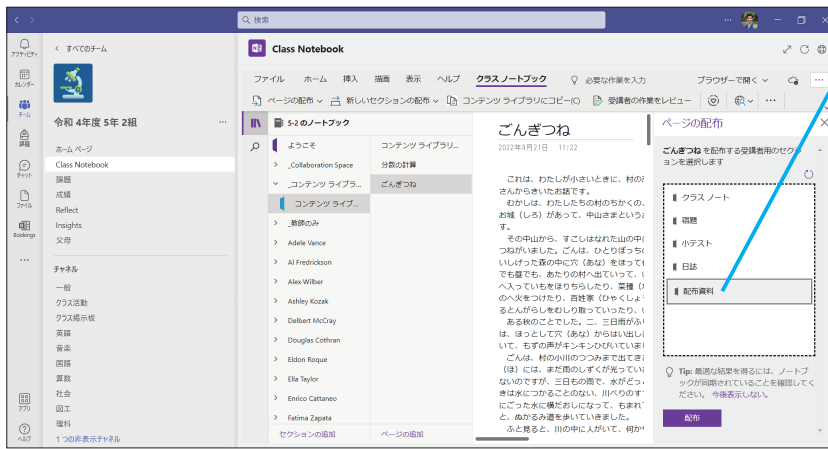 検索
アクティビティ
カレンダー
チーム
課題
チャット
ファイル
Bookings
アプリ
ヘルプ
すべてのチーム
令和 4年度 5年 2組
ホーム ページ
Class Notebook
課題
成績
Reflect
Insights
父母
チャネル
一般
クラス活動
クラス掲示板
英語
音楽
国語
算数
社会
図工
理科
1 つの非表示チャネル
Class Notebook
ファイル ホーム 挿入 描画 表示 ヘルプ クラス ノートブック 必要な作業を入力 ブラウザーで開く
ページの配布 新しいセクションの配布 コンテンツ ライブラリにコピー(C) 受講者の作業をレビュー
5-2 のノートブック
ようこそ
_Collaboration Space
_コンテンツ ライブラ...
コンテンツ ライブ...
_教師のみ
Adele Vance
Al Fredrickson
Alex Wilber
Ashley Kozak
Delbert McCray
Douglas Cothran
Eldon Roque
Ella Taylor
Enrico Cattaneo
Fatima Zapata
セクションの追加
コンテンツ ライブラリ...
分数の計算
ごんぎつね
ページの追加
ごんぎつね
2022年9月21日 11:22
これは、わたしが小さいときに、村の
さんからきいたお話です。
むかしは、わたしたちの村のちかくの、
お城（しろ）があって、中山さまという
す。
その中山から、すこしはなれた山の中
つねがいました。ごんは、ひとりぼっちの
いしげった森の中に穴（あな）をほって
でも昼でも、あたりの村へ出ていって、
へ入っていもをほりちらしたり、菜種（
のへ火をつけたり、百姓家（ひゃくしょ
るとんがらしをむしり取っていったり、
ある秋のことでした。二、三日雨がふ
は、ほっとして穴（あな）からはい出し
いて、もずの声がキンキンひびいていま
ごんは、村の小川のつつみまで出てき
（ほ）には、まだ雨のしずくが光ってい
ないのですが、三日もの雨で、水がどっ
きは水につかることのない、川べりのす
にごった水に横だおしになって、もまれ
と、ぬかるみ道を歩いていきました。
ふと見ると、川の中に人がいて、何か
ページの配布
ごんぎつね を配布する受講者用のセクシ
ョンを選択します
クラス ノート
宿題
小テスト
日誌
配布資料
Tip: 最適な結果を得るには、ノートブ
ックが同期されていることを確認してく
ださい。 今後表示しない。
配布